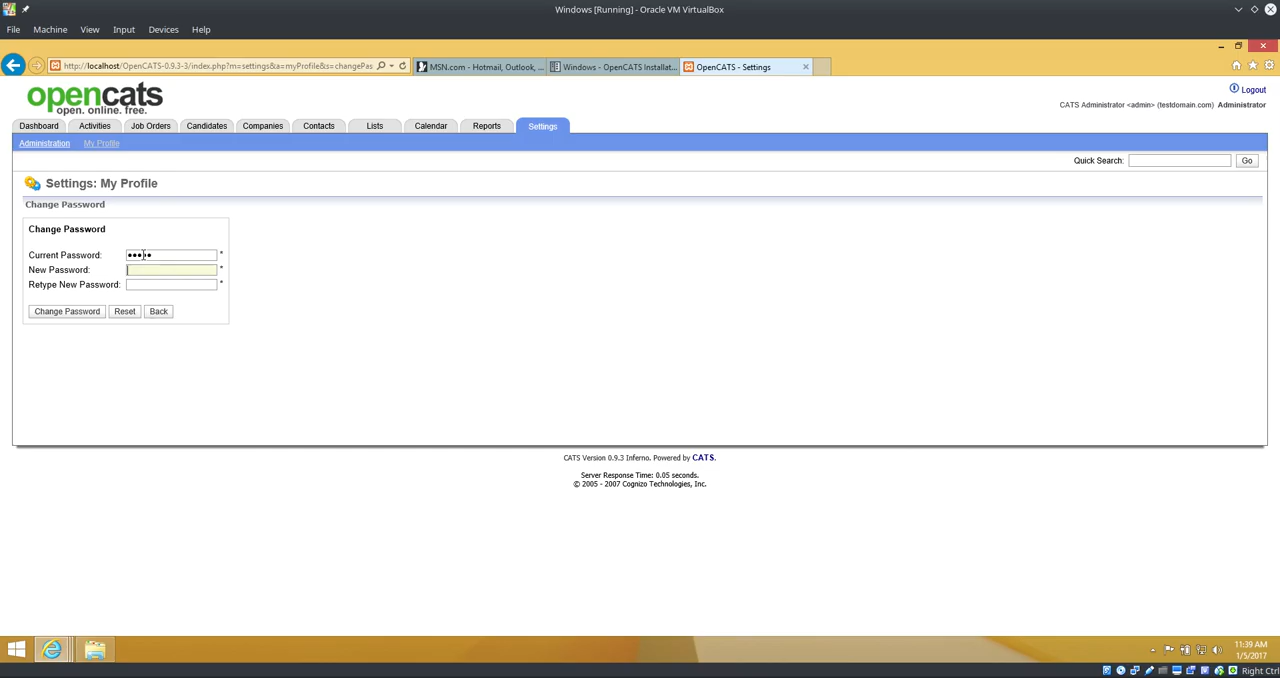 Windows [Running] - Oracle VM VirtualBox
File Machine View Input Devices Help
http://localhost/OpenCATS-0.9.3-3/index.php?m=settings&a=myProfile&s=changePas
MSN.com - Hotmail, Outlook, ...
Windows - OpenCATS Installat...
OpenCATS - Settings
opencats
open. online. free.
Logout
CATS Administrator <admin> (testdomain.com) Administrator
Dashboard Activities Job Orders Candidates Companies Contacts Lists Calendar Reports Settings
Administration My Profile
Quick Search: Go
Settings: My Profile
Change Password
Change Password
Current Password: *
New Password: *
Retype New Password: *
Change Password Reset Back
CATS Version 0.9.3 Inferno. Powered by CATS.
Server Response Time: 0.05 seconds.
© 2005 - 2007 Cognizo Technologies, Inc.
11:39 AM
1/5/2017
Right Ctrl